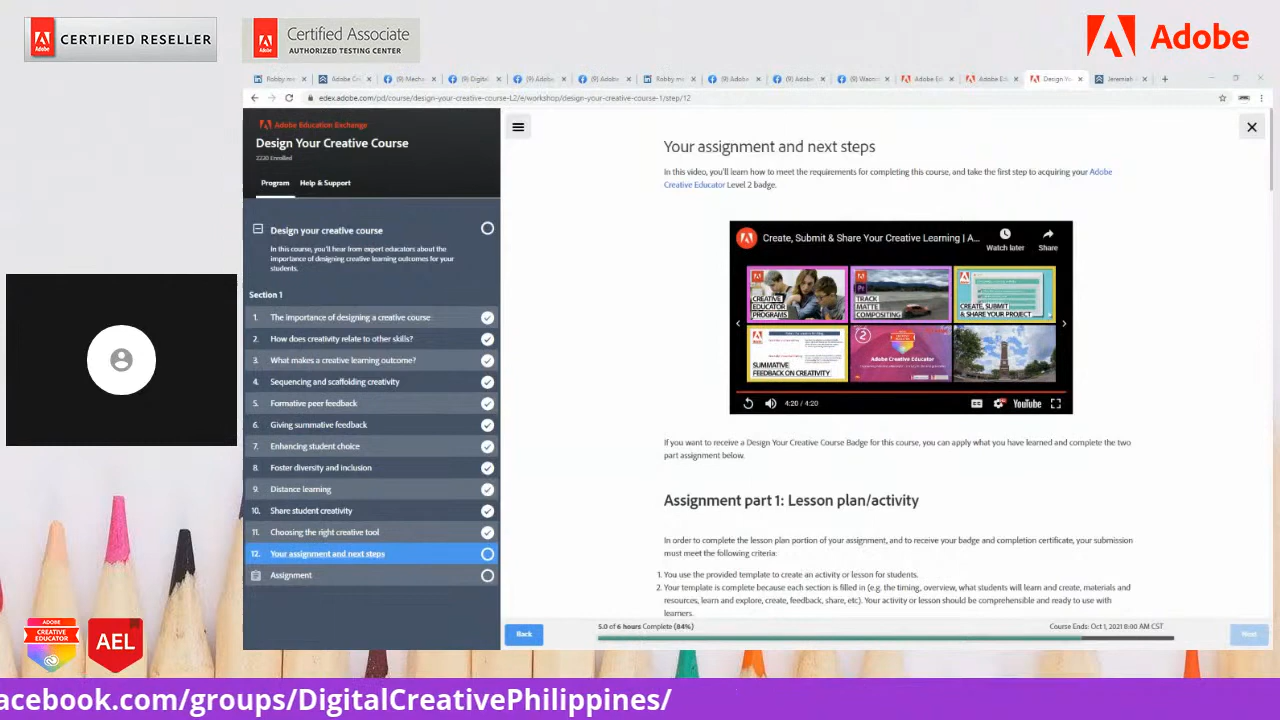 CERTIFIED RESELLER
Certified Associate
AUTHORIZED TESTING CENTER
Adobe
edex.adobe.com/pd/course/design-your-creative-course-L2/e/workshop/design-your-creative-course-1/step/12
Adobe Education Exchange
Design Your Creative Course
2220 Enrolled
Program Help & Support
Design your creative course
In this course, you'll hear from expert educators about the
importance of designing creative learning outcomes for your
students.
Section 1
1. The importance of designing a creative course
2. How does creativity relate to other skills?
3. What makes a creative learning outcome?
4. Sequencing and scaffolding creativity
5. Formative peer feedback
6. Giving summative feedback
7. Enhancing student choice
8. Foster diversity and inclusion
9. Distance learning
10. Share student creativity
11. Choosing the right creative tool
12. Your assignment and next steps
Assignment
Your assignment and next steps
In this video, you'll learn how to meet the requirements for completing this course, and take the first step to acquiring your Adobe
Creative Educator Level 2 badge.
Create, Submit & Share Your Creative Learning | A...
Watch later
Share
CREATIVE
EDUCATOR
PROGRAMS
TRACK
MATTE
COMPOSITING
CREATE, SUBMIT
& SHARE YOUR PROJECT
SUMMATIVE
FEEDBACK ON CREATIVITY
Adobe Creative Educator
4:20 / 4:20
YouTube
If you want to receive a Design Your Creative Course Badge for this course, you can apply what you have learned and complete the two
part assignment below.
Assignment part 1: Lesson plan/activity
In order to complete the lesson plan portion of your assignment, and to receive your badge and completion certificate, your submission
must meet the following criteria:
1. You use the provided template to create an activity or lesson for students.
2. Your template is complete because each section is filled in (e.g. the timing, overview, what students will learn and create, materials and
resources, learn and explore, create, feedback, share, etc). Your activity or lesson should be comprehensible and ready to use with
learners.
Back
5.0 of 6 hours Complete (84%)
Course Ends: Oct 1, 2021 8:00 AM CST
Next
ADOBE
CREATIVE
EDUCATOR
AEL
acebook.com/groups/DigitalCreativePhilippines/